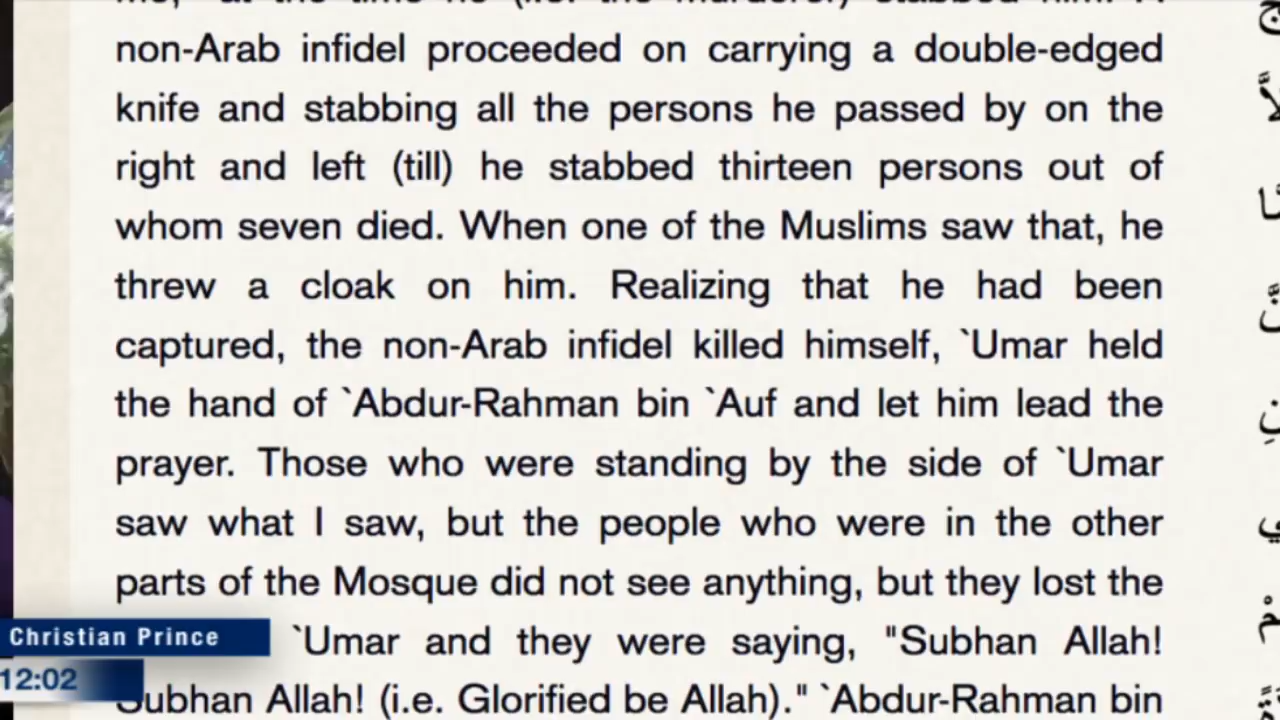 non-Arab infidel proceeded on carrying a double-edged
knife and stabbing all the persons he passed by on the
right and left (till) he stabbed thirteen persons out of
whom seven died. When one of the Muslims saw that, he
threw a cloak on him. Realizing that he had been
captured, the non-Arab infidel killed himself, `Umar held
the hand of `Abdur-Rahman bin `Auf and let him lead the
prayer. Those who were standing by the side of `Umar
saw what I saw, but the people who were in the other
parts of the Mosque did not see anything, but they lost the
`Umar and they were saying, "Subhan Allah!
Subhan Allah! (i.e. Glorified be Allah)." `Abdur-Rahman bin
Christian Prince
12:02